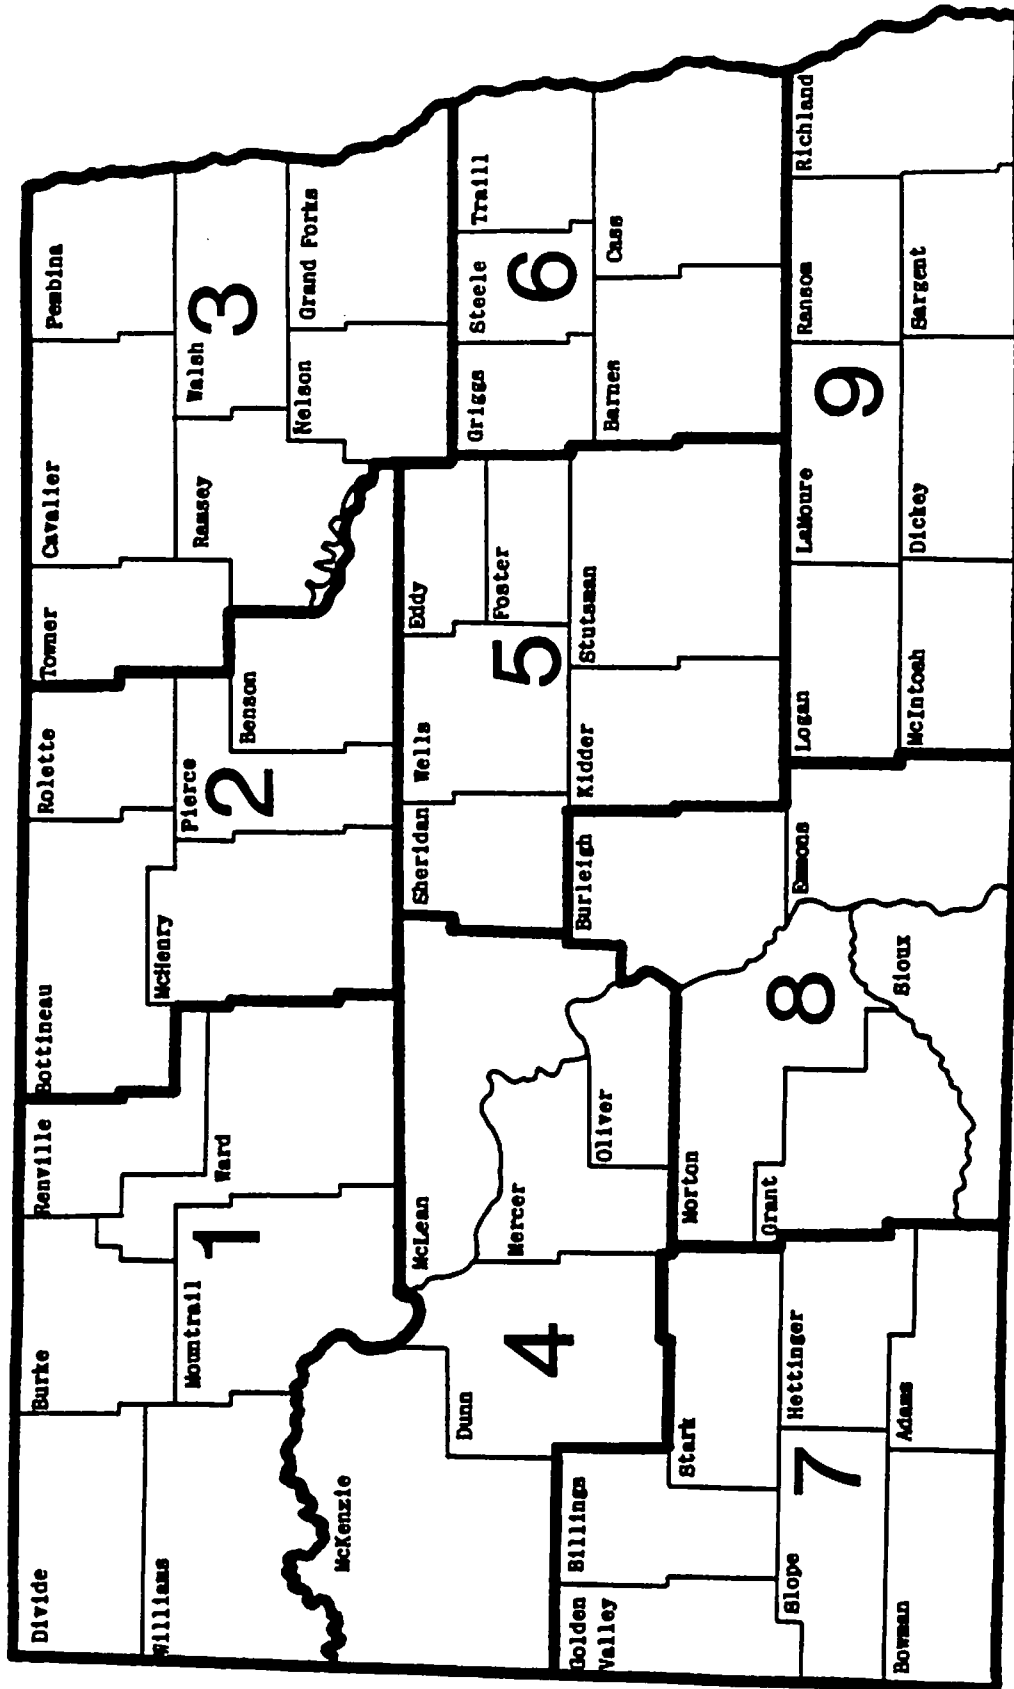 Divide
Burke
Renville
Bottineau
Rolette
Towner
Cavalier
Pembina
Williams
Mountrail
Ward
McHenry
Pierce
Benson
Ramsey
Walsh
Nelson
Grand Forks
1
2
3
McKenzie
Dunn
McLean
Mercer
Oliver
Sheridan
Wells
Eddy
Foster
Griggs
Steele
Traill
4
5
6
Golden
Valley
Billings
Stark
Morton
Burleigh
Kidder
Stutsman
Barnes
Cass
Slope
Hettinger
Grant
Emmons
Logan
LaMoure
Ransom
Richland
7
8
9
Bowman
Adams
Sioux
McIntosh
Dickey
Sargent